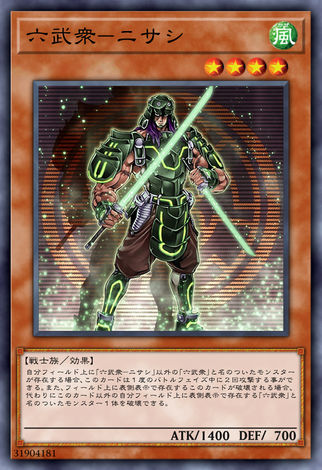 六武衆−ニサシ
風
【戦士族／効果】
自分フィールド上に「六武衆−ニサシ」以外の「六武衆」と名のついたモンスター
が存在する場合、このカードは１度のバトルフェイズ中に２回攻撃する事がで
きる。また、フィールド上に表側表示で存在するこのカードが破壊される場合、
代わりにこのカード以外の自分フィールド上に表側表示で存在する「六武衆」と
名のついたモンスター１体を破壊できる。
ATK/1400 DEF/ 700
31904181